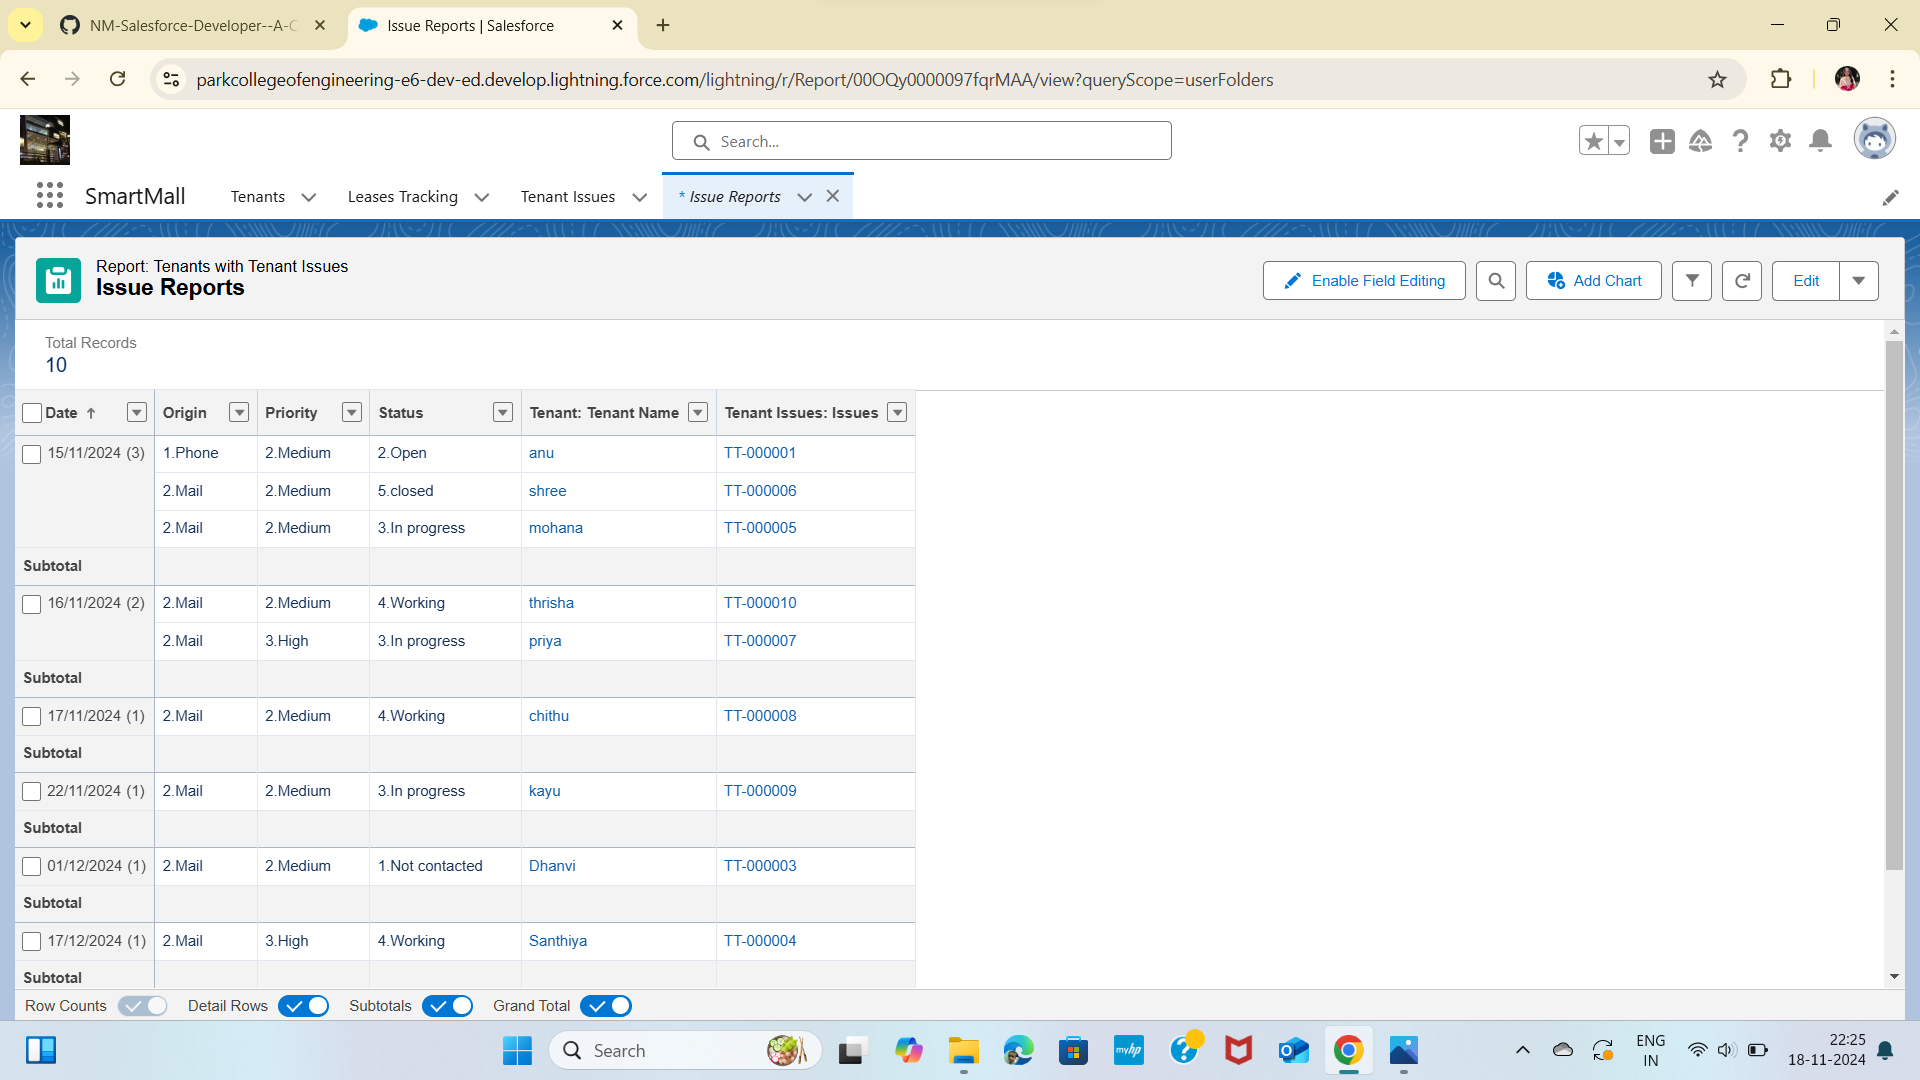 NM-Salesforce-Developer--A-C
Issue Reports | Salesforce
parkcollegeofengineering-e6-dev-ed.develop.lightning.force.com/lightning/r/Report/00OQy0000097fqrMAA/view?queryScope=userFolders
Search...
SmartMall
Tenants
Leases Tracking
Tenant Issues
* Issue Reports
Report: Tenants with Tenant Issues
Issue Reports
Enable Field Editing
Add Chart
Edit
Total Records
10
Date Origin Priority Status Tenant: Tenant Name Tenant Issues: Issues
15/11/2024 (3) 1.Phone 2.Medium 2.Open anu TT-000001
2.Mail 2.Medium 5.closed shree TT-000006
2.Mail 2.Medium 3.In progress mohana TT-000005
Subtotal
16/11/2024 (2) 2.Mail 2.Medium 4.Working thrisha TT-000010
2.Mail 3.High 3.In progress priya TT-000007
Subtotal
17/11/2024 (1) 2.Mail 2.Medium 4.Working chithu TT-000008
Subtotal
22/11/2024 (1) 2.Mail 2.Medium 3.In progress kayu TT-000009
Subtotal
01/12/2024 (1) 2.Mail 2.Medium 1.Not contacted Dhanvi TT-000003
Subtotal
17/12/2024 (1) 2.Mail 3.High 4.Working Santhiya TT-000004
Subtotal
Row Counts Detail Rows Subtotals Grand Total
Search
myhp
ENG
IN
22:25
18-11-2024